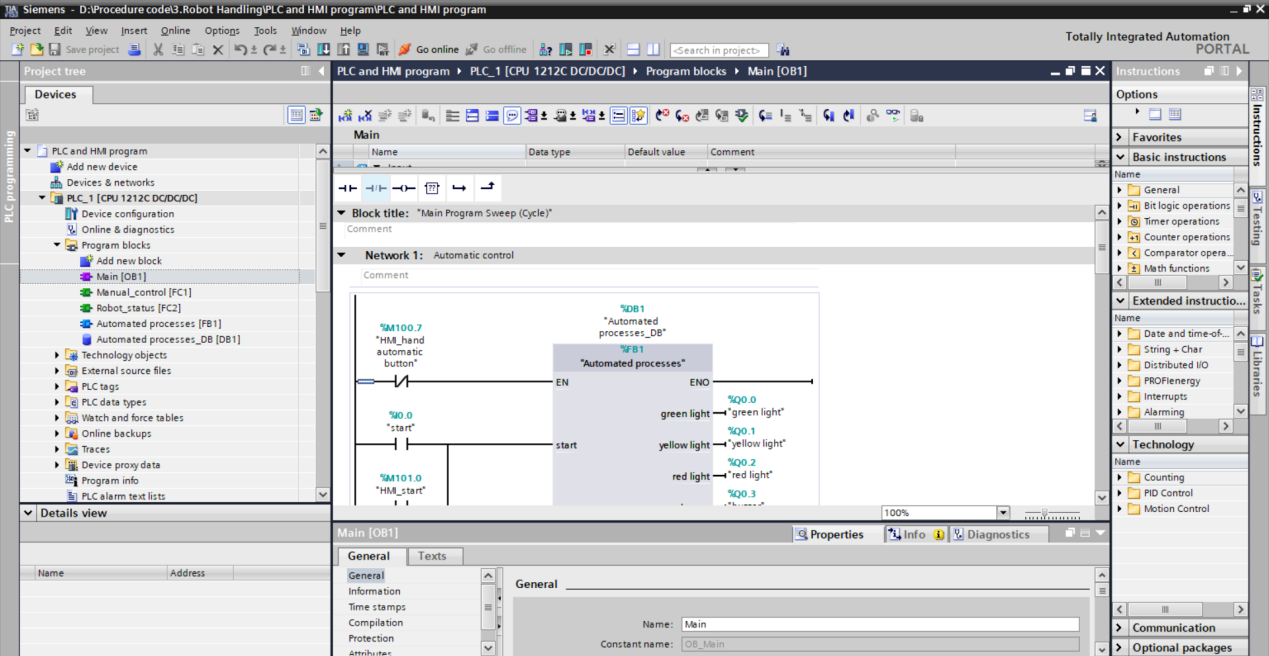 Siemens - D:\Procedure code\3.Robot Handling\PLC and HMI program\PLC and HMI program
Project Edit View Insert Online Options Tools Window Help
Totally Integrated Automation
PORTAL
Save project
Go online
Go offline
<Search in project>
Project tree
PLC and HMI program
PLC_1 [CPU 1212C DC/DC/DC]
Program blocks
Main [OB1]
Instructions
Devices
Options
PLC programming
Main
Name
Data type
Default value
Comment
PLC and HMI program
Add new device
Devices & networks
PLC_1 [CPU 1212C DC/DC/DC]
Device configuration
Online & diagnostics
Program blocks
Add new block
Main [OB1]
Manual_control [FC1]
Robot_status [FC2]
Automated processes [FB1]
Automated processes_DB [DB1]
Technology objects
External source files
PLC tags
PLC data types
Watch and force tables
Online backups
Traces
Device proxy data
Program info
PLC alarm text lists
Details view
Name
Address
Block title: "Main Program Sweep (Cycle)"
Comment
Network 1: Automatic control
Comment
%DB1
"Automated
processes_DB"
%M100.7
"HMI_hand
automatic
button"
%FB1
"Automated processes"
EN
ENO
%I0.0
"start"
start
%M101.0
"HMI_start"
%Q0.0
green light
"green light"
%Q0.1
yellow light
"yellow light"
%Q0.2
red light
"red light"
%Q0.3
100%
Main [OB1]
Properties
Info
Diagnostics
General
Texts
General
Information
Time stamps
Compilation
Protection
Attributes
General
Name:
Main
Constant name:
OB_Main
Favorites
Basic instructions
Name
General
Bit logic operations
Timer operations
Counter operations
Comparator opera...
Math functions
Extended instructio...
Name
Date and time-of-...
String + Char
Distributed I/O
PROFIenergy
Interrupts
Alarming
Technology
Name
Counting
PID Control
Motion Control
Communication
Optional packages
Instructions
Testing
Tasks
Libraries